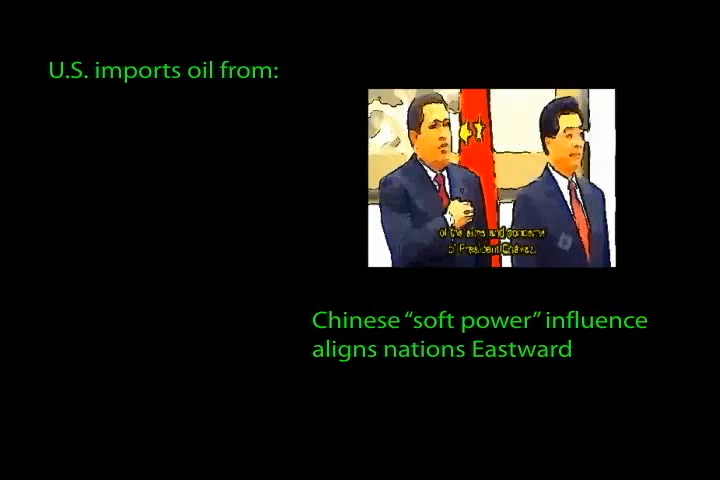 U.S. imports oil from:
of the aims and concerns
of President Chavez.
Chinese “soft power” influence
aligns nations Eastward